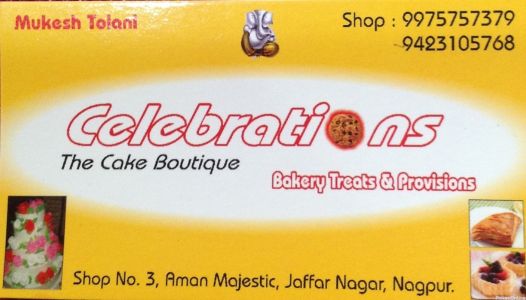 Mukesh Tolani
Shop : 9975757379
9423105768
Celebrations
The Cake Boutique
Bakery Treats & Provisions
Shop No. 3, Aman Majestic, Jaffar Nagar, Nagpur.